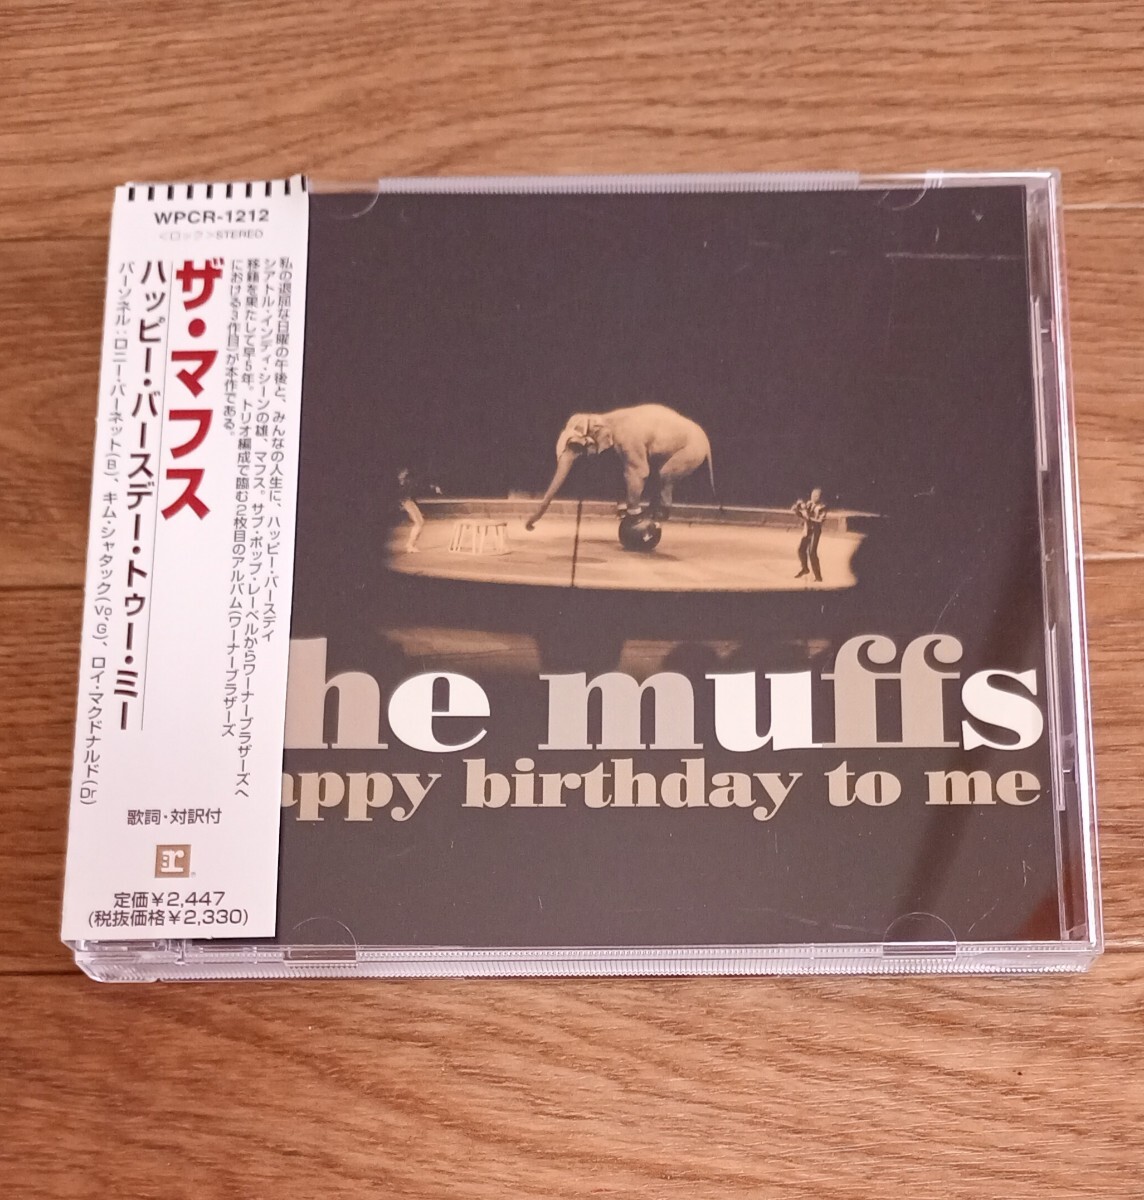 WPCR-1212
<ロック>STEREO
私の退屈な日曜の午後と、みんなの人生に、ハッピー・バースデイ
シアトル・インディ・シーンの雄、マフス。サブ・ポップ・レーベルからワーナーブラザーズへ
移籍を果たして早5年。トリオ編成で臨む2枚目のアルバム(ワーナーブラザーズ
における3作目)が本作である。
ザ・マフス
ハッピー・バースデー・トゥー・ミー
パーソネル：ロニー・バーネット(B)、キム・シャタック(Vo,G)、ロイ・マクドナルド(Dr)
歌詞・対訳付
r
定価¥2,447
(税抜価格¥2,330)
he muffs
appy birthday to me